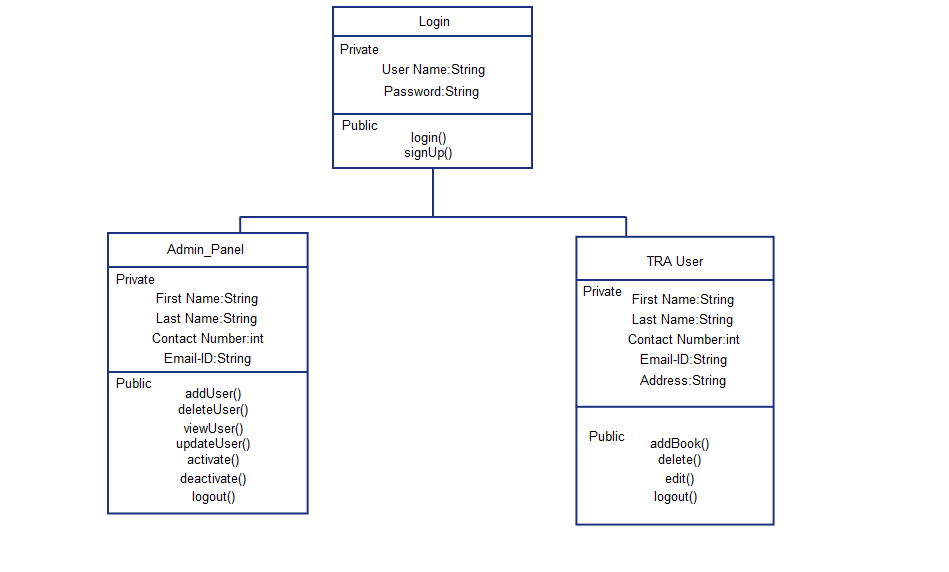 Login
Private
User Name:String
Password:String
Public
login()
signUp()
Admin_Panel
Private
First Name:String
Last Name:String
Contact Number:int
Email-ID:String
Public
addUser()
deleteUser()
viewUser()
updateUser()
activate()
deactivate()
logout()
TRA User
Private
First Name:String
Last Name:String
Contact Number:int
Email-ID:String
Address:String
Public
addBook()
delete()
edit()
logout()